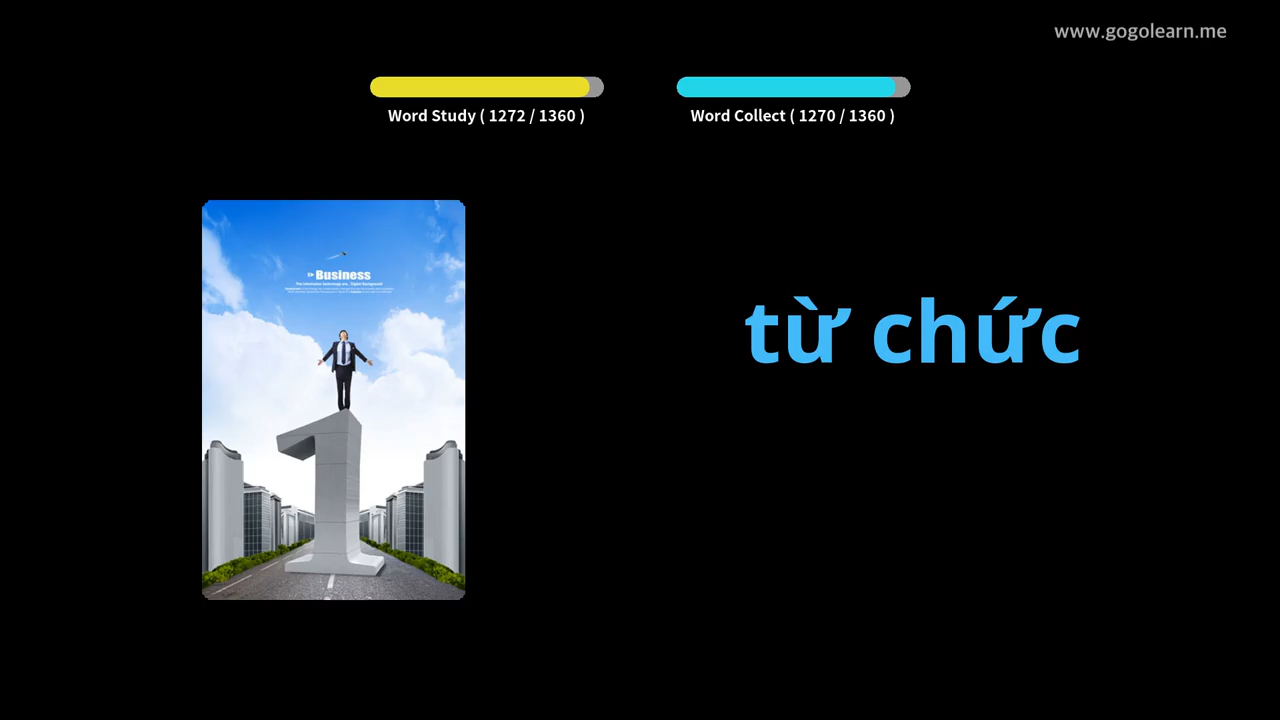 www.gogolearn.me
Word Study ( 1272 / 1360 )
Word Collect ( 1270 / 1360 )
Business
từ chức